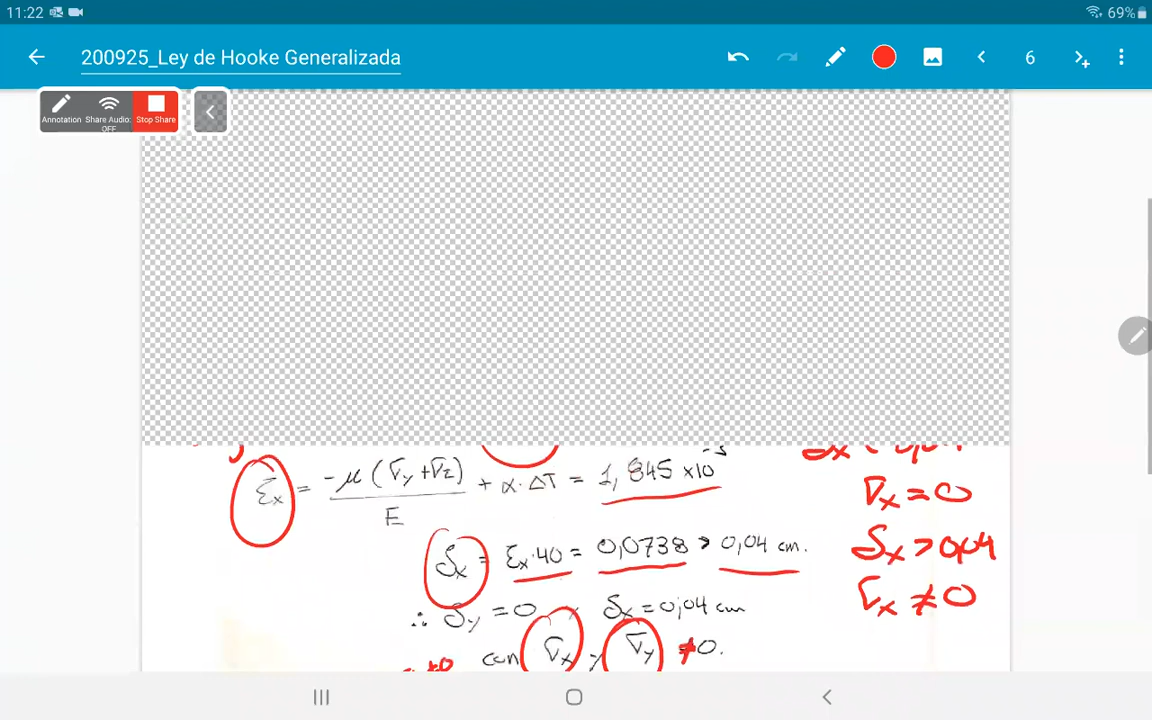 11:22 69%
200925_Ley de Hooke Generalizada 6
Annotation Share Audio: OFF Stop Share
εx = -μ (σy + σz) / E + α·ΔT = 1,845 x10⁻³
σx = 0
δx = εx·40 = 0,0738 > 0,04 cm.
δx > 0,04
∴ δy = 0 δx = 0,04 cm
σx ≠ 0
con σx y σy ≠ 0.